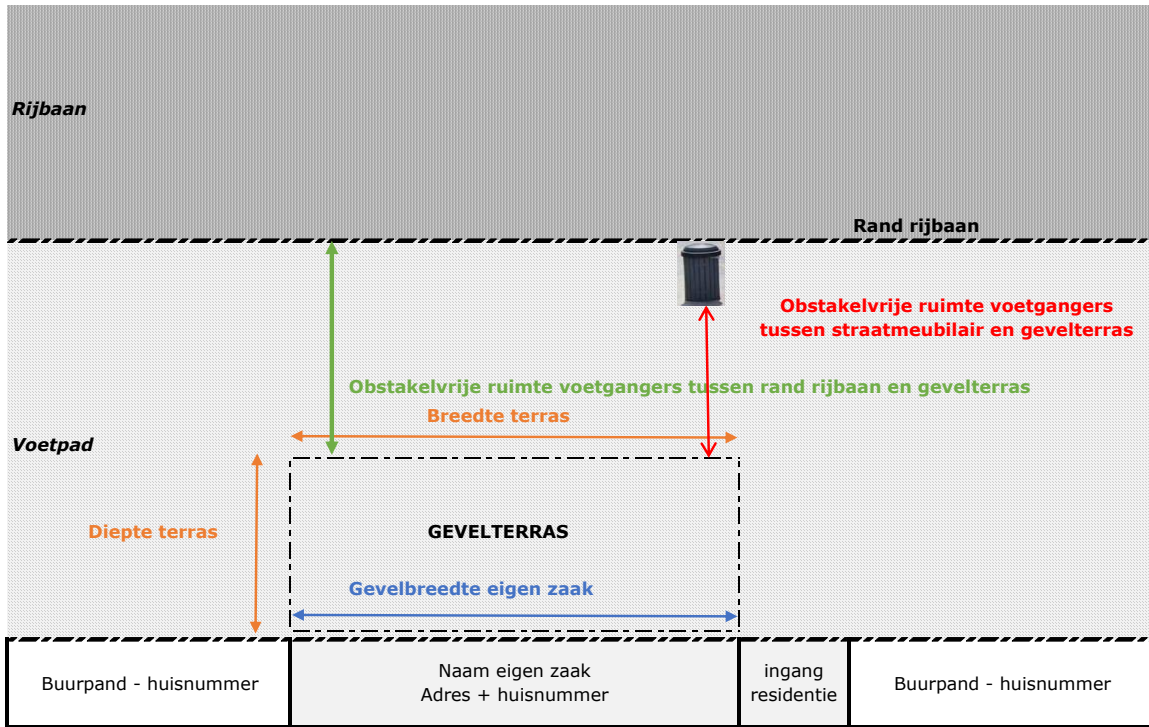 Rijbaan
Rand rijbaan
Obstakelvrije ruimte voetgangers
tussen straatmeubilair en gevelterras
Obstakelvrije ruimte voetgangers tussen rand rijbaan en gevelterras
Breedte terras
Voetpad
Diepte terras
GEVELTERRAS
Gevelbreedte eigen zaak
Buurpand - huisnummer
Naam eigen zaak
Adres + huisnummer
ingang
residentie
Buurpand - huisnummer